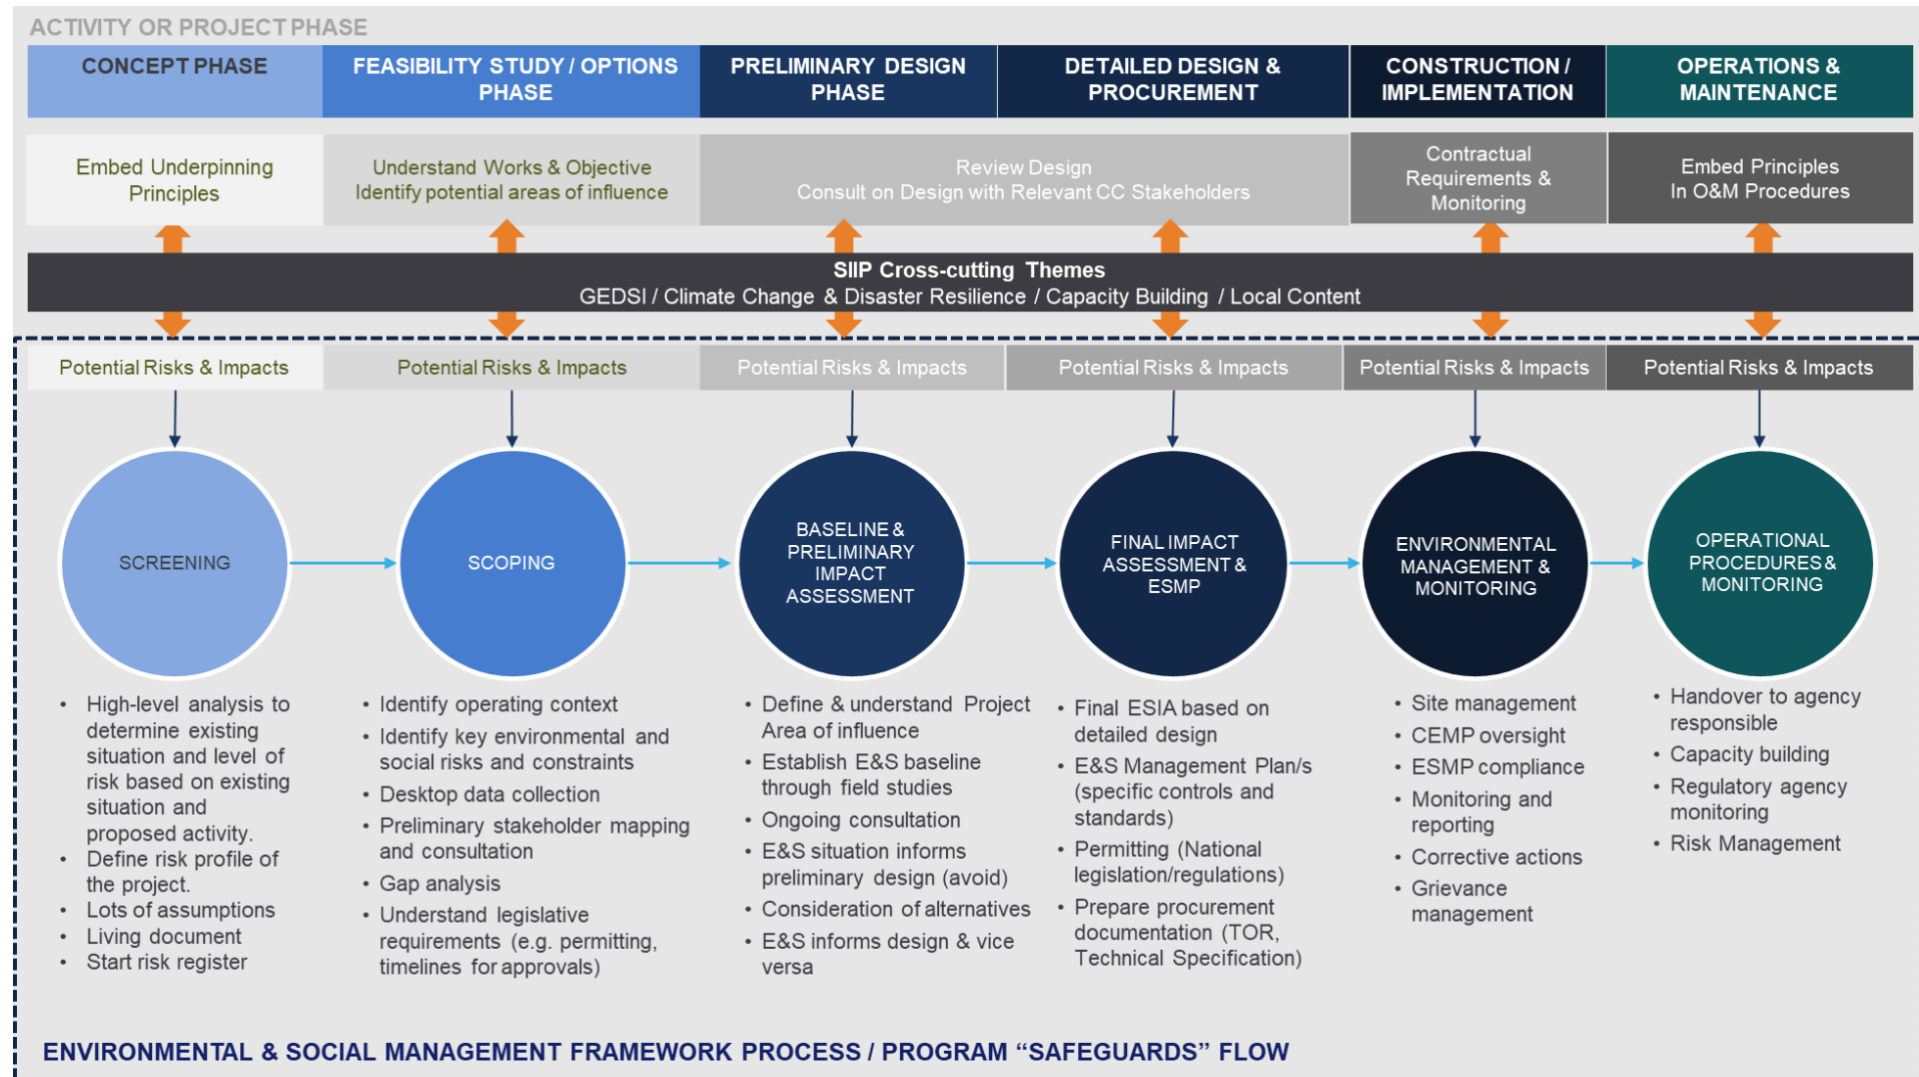 ACTIVITY OR PROJECT PHASE
CONCEPT PHASE
FEASIBILITY STUDY / OPTIONS
PHASE
PRELIMINARY DESIGN
PHASE
DETAILED DESIGN &
PROCUREMENT
CONSTRUCTION /
IMPLEMENTATION
OPERATIONS &
MAINTENANCE
Embed Underpinning
Principles
Understand Works & Objective
Identify potential areas of influence
Review Design
Consult on Design with Relevant CC Stakeholders
Contractual
Requirements &
Monitoring
Embed Principles
In O&M Procedures
SIIP Cross-cutting Themes
GEDSI / Climate Change & Disaster Resilience / Capacity Building / Local Content
Potential Risks & Impacts
Potential Risks & Impacts
Potential Risks & Impacts
Potential Risks & Impacts
Potential Risks & Impacts
Potential Risks & Impacts
SCREENING
SCOPING
BASELINE &
PRELIMINARY
IMPACT
ASSESSMENT
FINAL IMPACT
ASSESSMENT &
ESMP
ENVIRONMENTAL
MANAGEMENT &
MONITORING
OPERATIONAL
PROCEDURES &
MONITORING
• High-level analysis to
determine existing
situation and level of
risk based on existing
situation and
proposed activity.
• Define risk profile of
the project.
• Lots of assumptions
• Living document
• Start risk register
• Identify operating context
• Identify key environmental and
social risks and constraints
• Desktop data collection
• Preliminary stakeholder mapping
and consultation
• Gap analysis
• Understand legislative
requirements (e.g. permitting,
timelines for approvals)
• Define & understand Project
Area of influence
• Establish E&S baseline
through field studies
• Ongoing consultation
• E&S situation informs
preliminary design (avoid)
• Consideration of alternatives
• E&S informs design & vice
versa
• Final ESIA based on
detailed design
• E&S Management Plan/s
(specific controls and
standards)
• Permitting (National
legislation/regulations)
• Prepare procurement
documentation (TOR,
Technical Specification)
• Site management
• CEMP oversight
• ESMP compliance
• Monitoring and
reporting
• Corrective actions
• Grievance
management
• Handover to agency
responsible
• Capacity building
• Regulatory agency
monitoring
• Risk Management
ENVIRONMENTAL & SOCIAL MANAGEMENT FRAMEWORK PROCESS / PROGRAM “SAFEGUARDS” FLOW